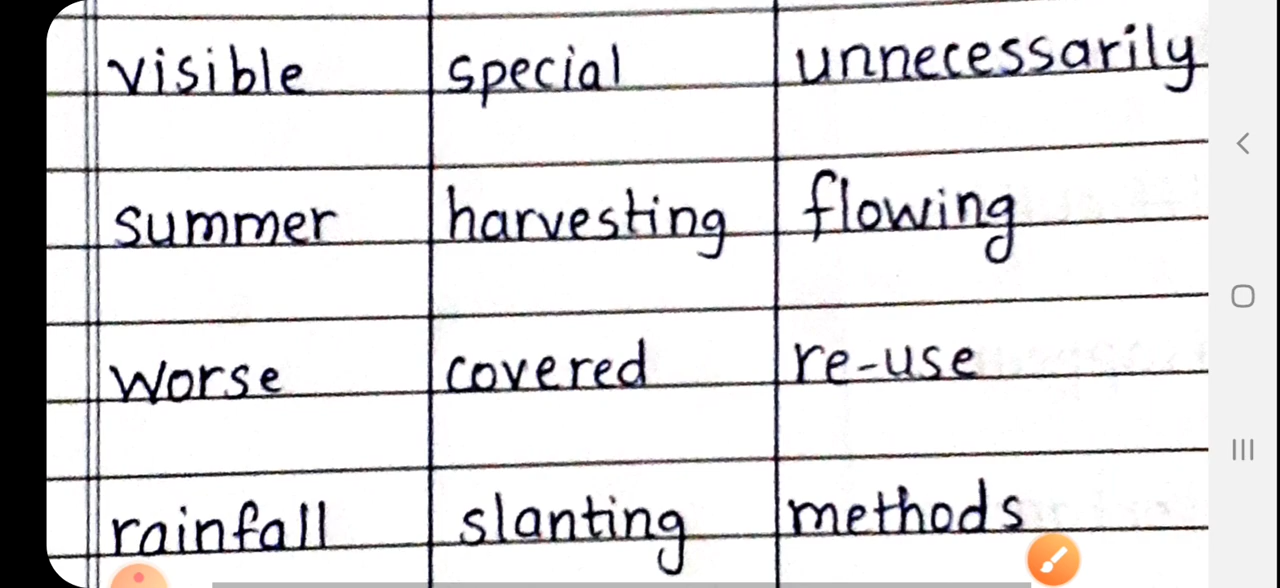 visible special unnecessarily
summer harvesting flowing
worse covered re-use
rainfall slanting methods